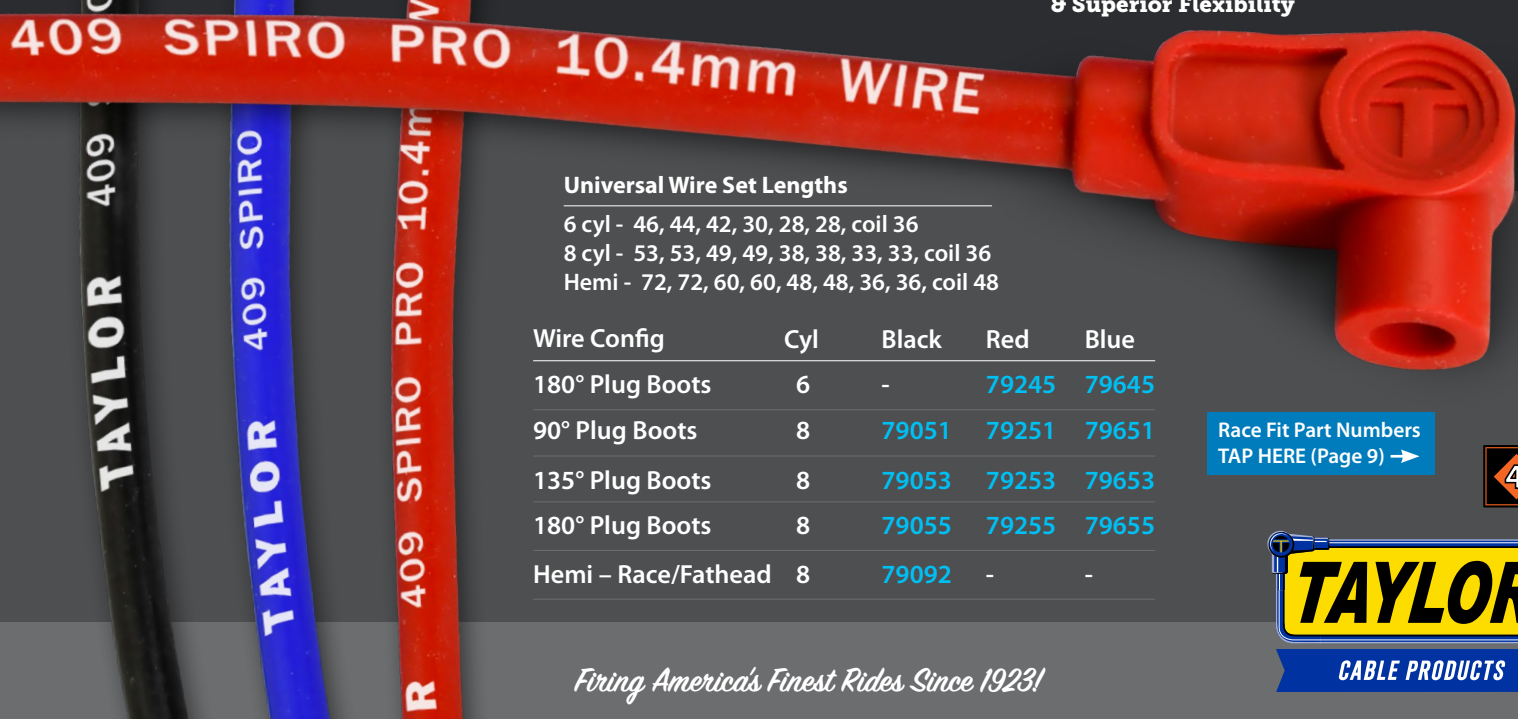 & Superior Flexibility
409 SPIRO PRO 10.4mm WIRE
TAYLOR 409
TAYLOR 409 SPIRO
R 409 SPIRO PRO 10.4m W
Universal Wire Set Lengths
6 cyl - 46, 44, 42, 30, 28, 28, coil 36
8 cyl - 53, 53, 49, 49, 38, 38, 33, 33, coil 36
Hemi - 72, 72, 60, 60, 48, 48, 36, 36, coil 48
Wire Config Cyl Black Red Blue
180° Plug Boots 6 - 79245 79645
90° Plug Boots 8 79051 79251 79651
135° Plug Boots 8 79053 79253 79653
180° Plug Boots 8 79055 79255 79655
Hemi – Race/Fathead 8 79092 - -
Race Fit Part Numbers
TAP HERE (Page 9)
4
T
TAYLOR
CABLE PRODUCTS
Firing America's Finest Rides Since 1923!